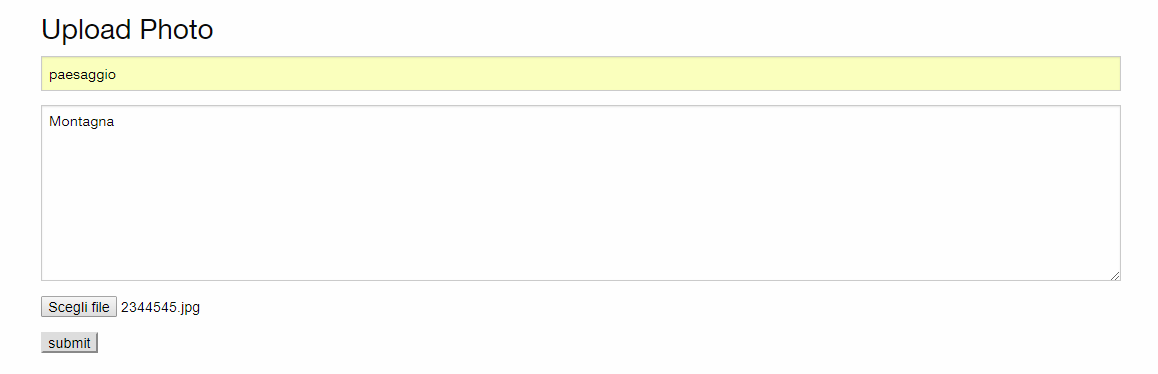 Upload Photo
paesaggio
Montagna
Scegli file 2344545.jpg
submit